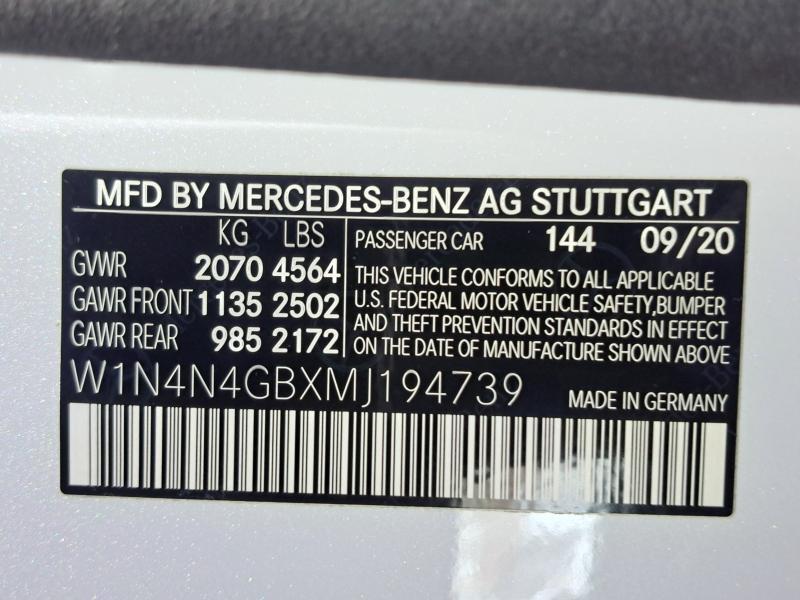 MFD BY MERCEDES-BENZ AG STUTTGART
KG LBS
GVWR 2070 4564
GAWR FRONT 1135 2502
GAWR REAR 985 2172
PASSENGER CAR 144 09/20
THIS VEHICLE CONFORMS TO ALL APPLICABLE
U.S. FEDERAL MOTOR VEHICLE SAFETY,BUMPER
AND THEFT PREVENTION STANDARDS IN EFFECT
ON THE DATE OF MANUFACTURE SHOWN ABOVE
W1N4N4GBXMJ194739
MADE IN GERMANY